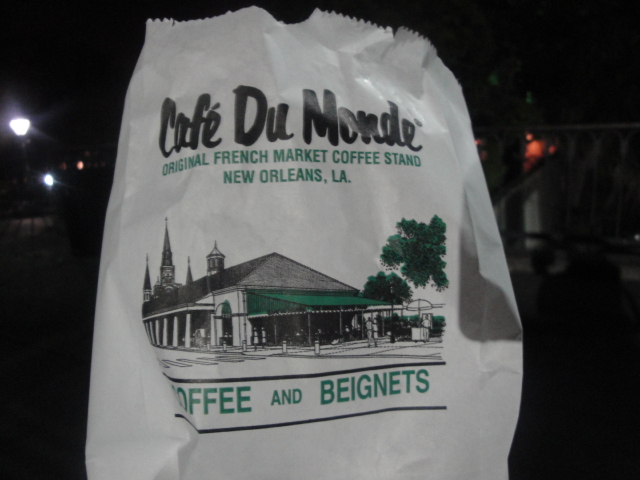 Café Du Monde
ORIGINAL FRENCH MARKET COFFEE STAND
NEW ORLEANS, LA.
OFFEE AND BEIGNETS